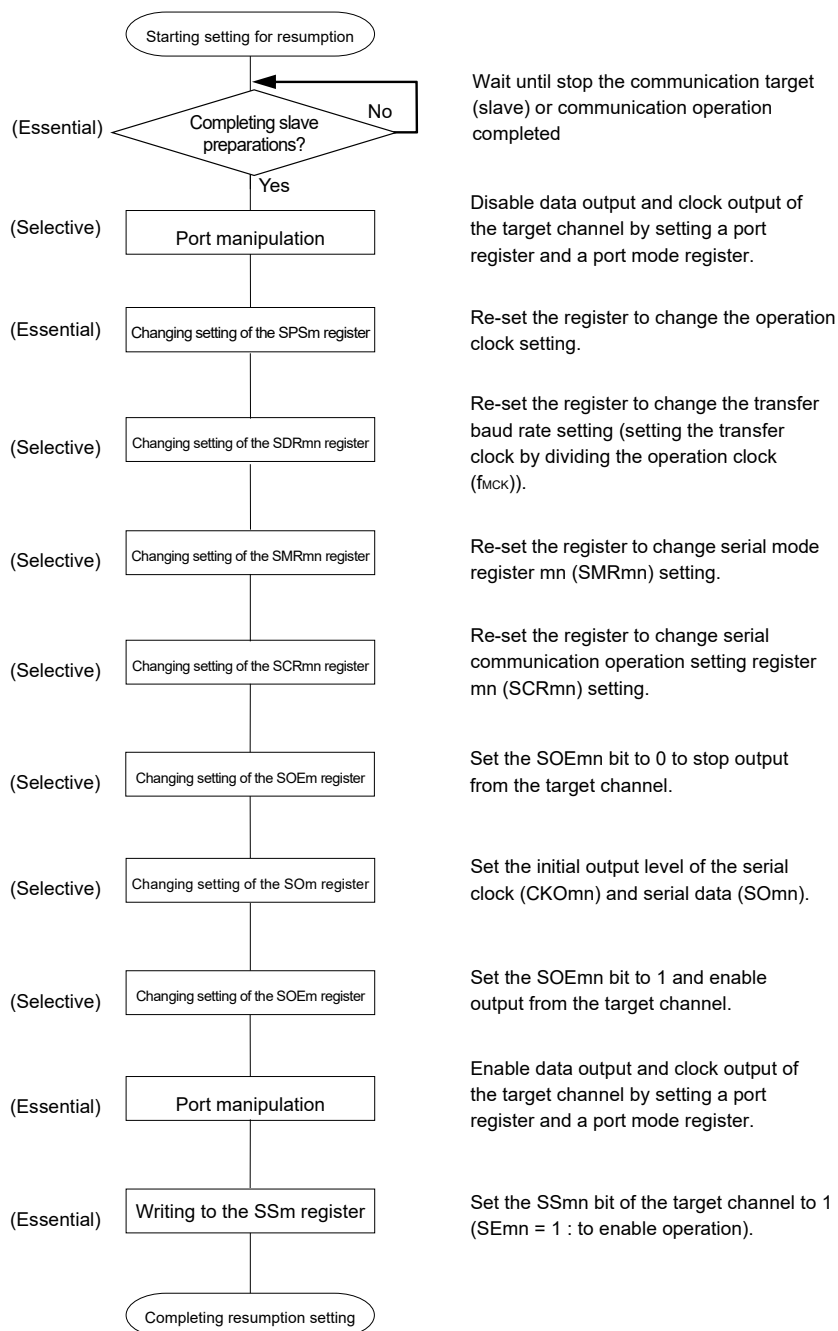 Starting setting for resumption
(Essential)
Completing slave
preparations?
No
Yes
Wait until stop the communication target
(slave) or communication operation
completed
(Selective)
Port manipulation
Disable data output and clock output of
the target channel by setting a port
register and a port mode register.
(Essential)
Changing setting of the SPSm register
Re-set the register to change the operation
clock setting.
(Selective)
Changing setting of the SDRmn register
Re-set the register to change the transfer
baud rate setting (setting the transfer
clock by dividing the operation clock
(fMCK)).
(Selective)
Changing setting of the SMRmn register
Re-set the register to change serial mode
register mn (SMRmn) setting.
(Selective)
Changing setting of the SCRmn register
Re-set the register to change serial
communication operation setting register
mn (SCRmn) setting.
(Selective)
Changing setting of the SOEm register
Set the SOEmn bit to 0 to stop output
from the target channel.
(Selective)
Changing setting of the SOm register
Set the initial output level of the serial
clock (CKOmn) and serial data (SOmn).
(Selective)
Changing setting of the SOEm register
Set the SOEmn bit to 1 and enable
output from the target channel.
(Essential)
Port manipulation
Enable data output and clock output of
the target channel by setting a port
register and a port mode register.
(Essential)
Writing to the SSm register
Set the SSmn bit of the target channel to 1
(SEmn = 1 : to enable operation).
Completing resumption setting